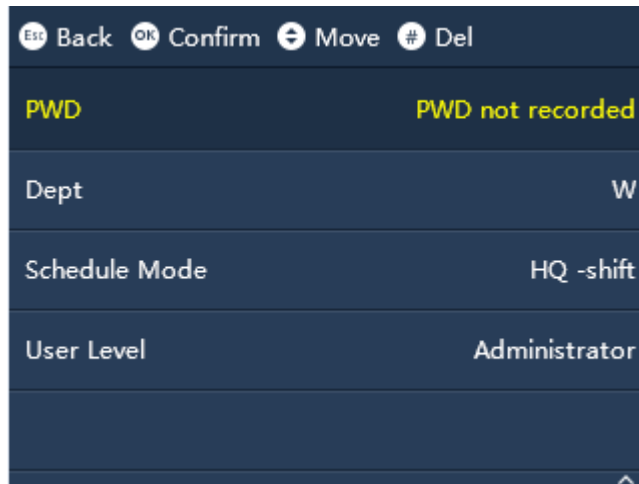 Esc Back OK Confirm Move # Del
PWD PWD not recorded
Dept W
Schedule Mode HQ -shift
User Level Administrator